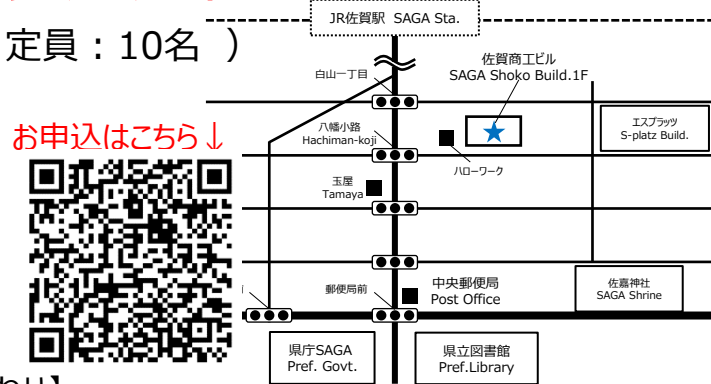 JR佐賀駅 SAGA Sta.
定員：10名 ）
佐賀商工ビル
SAGA Shoko Build.1F
白山一丁目
エスプラッツ
S-platz Build.
お申込はこちら↓
八幡小路
Hachiman-koji
ハローワーク
玉屋
Tamaya
郵便局前
中央郵便局
Post Office
佐嘉神社
SAGA Shrine
県庁SAGA
Pref. Govt.
県立図書館
Pref.Library